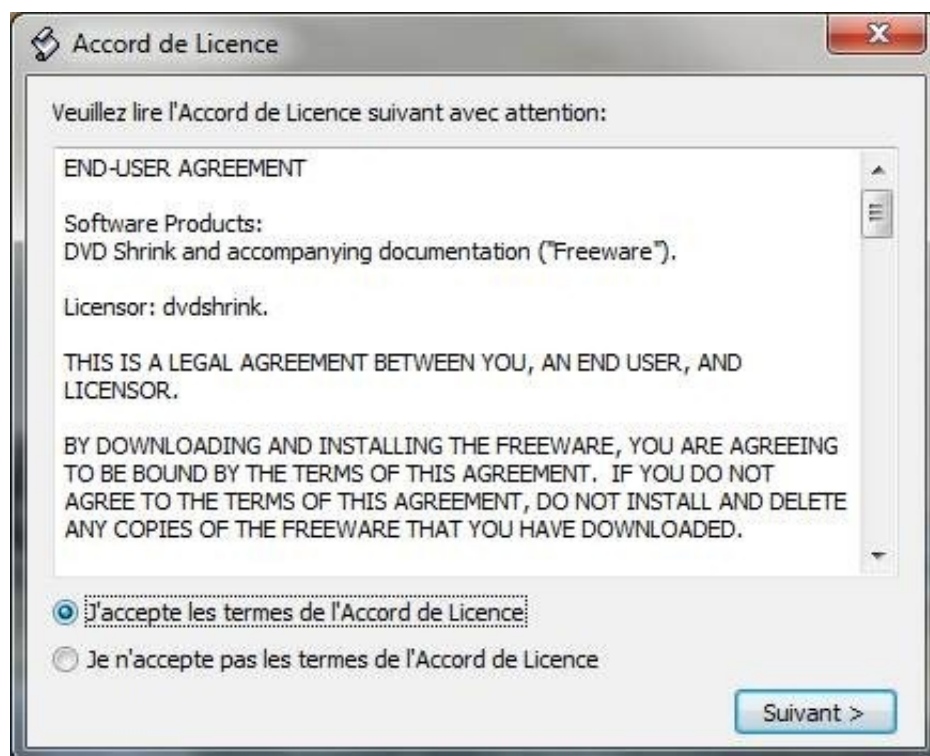 Accord de Licence
Veuillez lire l'Accord de Licence suivant avec attention:
END-USER AGREEMENT
Software Products:
DVD Shrink and accompanying documentation ("Freeware").
Licensor: dvdshrink.
THIS IS A LEGAL AGREEMENT BETWEEN YOU, AN END USER, AND
LICENSOR.
BY DOWNLOADING AND INSTALLING THE FREEWARE, YOU ARE AGREEING
TO BE BOUND BY THE TERMS OF THIS AGREEMENT.  IF YOU DO NOT
AGREE TO THE TERMS OF THIS AGREEMENT, DO NOT INSTALL AND DELETE
ANY COPIES OF THE FREEWARE THAT YOU HAVE DOWNLOADED.
J'accepte les termes de l'Accord de Licence
Je n'accepte pas les termes de l'Accord de Licence
Suivant >